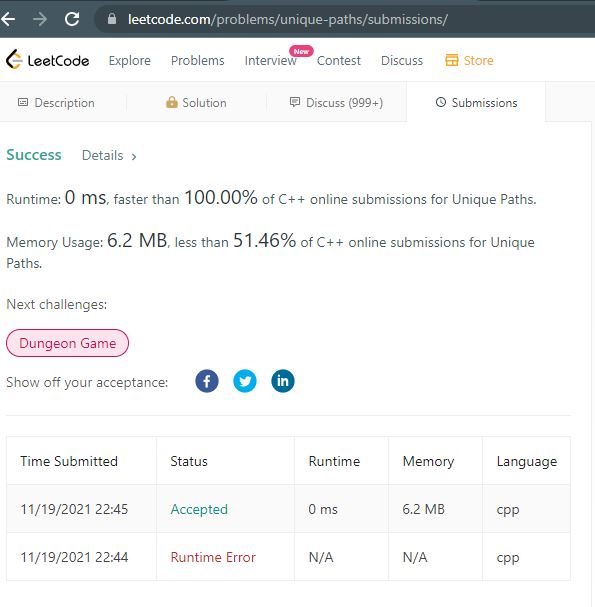 leetcode.com/problems/unique-paths/submissions/
LeetCode Explore Problems Interview New Contest Discuss Store
Description Solution Discuss (999+) Submissions
Success Details >
Runtime: 0 ms, faster than 100.00% of C++ online submissions for Unique Paths.
Memory Usage: 6.2 MB, less than 51.46% of C++ online submissions for Unique
Paths.
Next challenges:
Dungeon Game
Show off your acceptance:
Time Submitted Status Runtime Memory Language
11/19/2021 22:45 Accepted 0 ms 6.2 MB cpp
11/19/2021 22:44 Runtime Error N/A N/A cpp